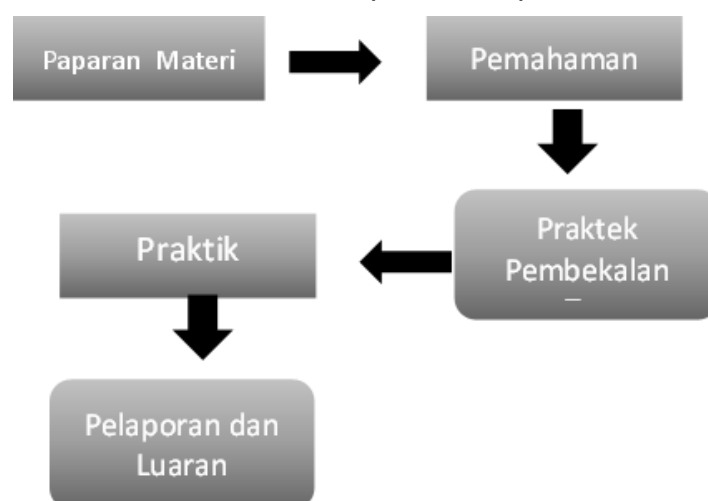 Paparan Materi
Pemahaman
Praktek
Pembekalan
Praktik
Pelaporan dan
Luaran